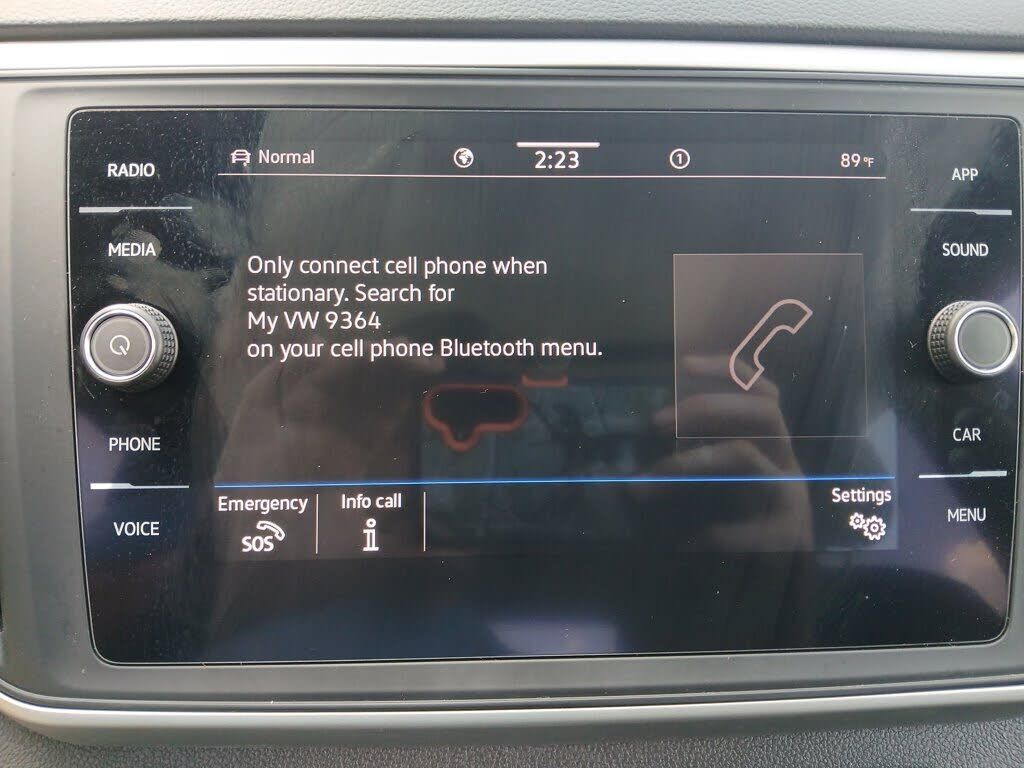 RADIO
MEDIA
PHONE
VOICE
Normal
2:23
1
89°F
Only connect cell phone when
stationary. Search for
My VW 9364
on your cell phone Bluetooth menu.
Emergency
SOS
Info call
i
Settings
APP
SOUND
CAR
MENU